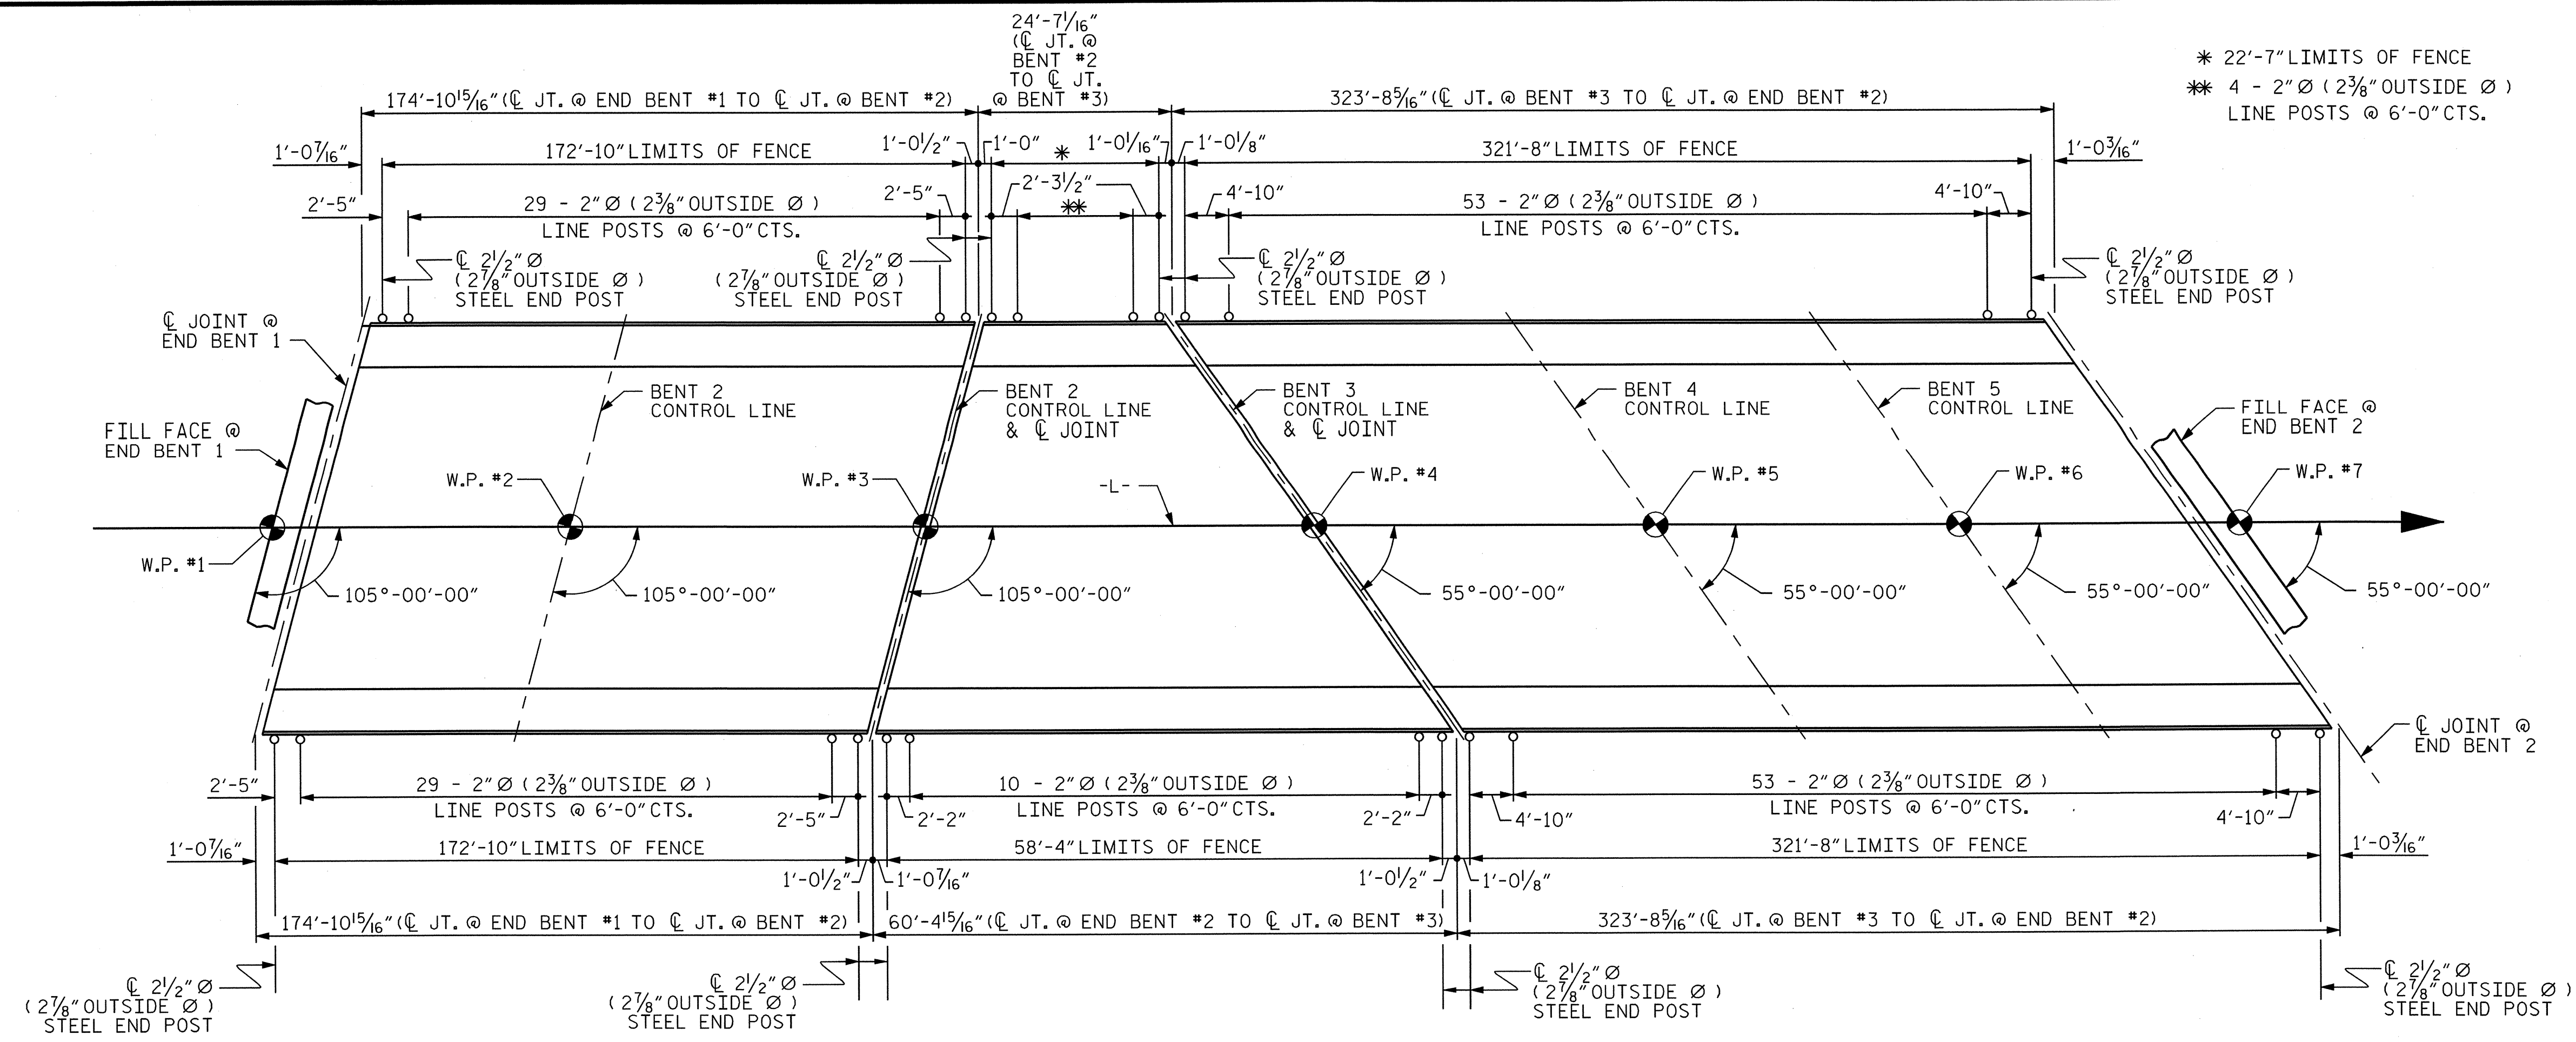 24'-7 1/16"
(℄ JT. @
BENT #2
TO ℄ JT.
@ BENT #3)
* 22'-7" LIMITS OF FENCE
** 4 - 2" Ø (2 3/8" OUTSIDE Ø)
LINE POSTS @ 6'-0" CTS.
174'-10 15/16" (℄ JT. @ END BENT #1 TO ℄ JT. @ BENT #2)
323'-8 5/16" (℄ JT. @ BENT #3 TO ℄ JT. @ END BENT #2)
1'-0 7/16"
172'-10" LIMITS OF FENCE
1'-0 1/2"
1'-0"
*
1'-0 1/16"
1'-0 1/8"
321'-8" LIMITS OF FENCE
1'-0 3/16"
2'-5"
29 - 2" Ø (2 3/8" OUTSIDE Ø)
LINE POSTS @ 6'-0" CTS.
2'-5"
2'-3 1/2"
**
4'-10"
53 - 2" Ø (2 3/8" OUTSIDE Ø)
LINE POSTS @ 6'-0" CTS.
4'-10"
℄ 2 1/2" Ø
(2 7/8" OUTSIDE Ø)
STEEL END POST
℄ 2 1/2" Ø
(2 7/8" OUTSIDE Ø)
STEEL END POST
℄ 2 1/2" Ø
(2 7/8" OUTSIDE Ø)
STEEL END POST
℄ 2 1/2" Ø
(2 7/8" OUTSIDE Ø)
STEEL END POST
℄ JOINT @
END BENT 1
BENT 2
CONTROL LINE
BENT 2
CONTROL LINE
& ℄ JOINT
BENT 3
CONTROL LINE
& ℄ JOINT
BENT 4
CONTROL LINE
BENT 5
CONTROL LINE
FILL FACE @
END BENT 2
FILL FACE @
END BENT 1
W.P. #2
W.P. #3
-L-
W.P. #4
W.P. #5
W.P. #6
W.P. #7
W.P. #1
105°-00'-00"
105°-00'-00"
105°-00'-00"
55°-00'-00"
55°-00'-00"
55°-00'-00"
55°-00'-00"
℄ JOINT @
END BENT 2
2'-5"
29 - 2" Ø (2 3/8" OUTSIDE Ø)
LINE POSTS @ 6'-0" CTS.
2'-5"
2'-2"
10 - 2" Ø (2 3/8" OUTSIDE Ø)
LINE POSTS @ 6'-0" CTS.
2'-2"
4'-10"
53 - 2" Ø (2 3/8" OUTSIDE Ø)
LINE POSTS @ 6'-0" CTS.
4'-10"
1'-0 7/16"
172'-10" LIMITS OF FENCE
1'-0 1/2"
1'-0 7/16"
58'-4" LIMITS OF FENCE
1'-0 1/2"
1'-0 1/8"
321'-8" LIMITS OF FENCE
1'-0 3/16"
174'-10 15/16" (℄ JT. @ END BENT #1 TO ℄ JT. @ BENT #2)
60'-4 15/16" (℄ JT. @ END BENT #2 TO ℄ JT. @ BENT #3)
323'-8 5/16" (℄ JT. @ BENT #3 TO ℄ JT. @ END BENT #2)
℄ 2 1/2" Ø
(2 7/8" OUTSIDE Ø)
STEEL END POST
℄ 2 1/2" Ø
(2 7/8" OUTSIDE Ø)
STEEL END POST
℄ 2 1/2" Ø
(2 7/8" OUTSIDE Ø)
STEEL END POST
℄ 2 1/2" Ø
(2 7/8" OUTSIDE Ø)
STEEL END POST